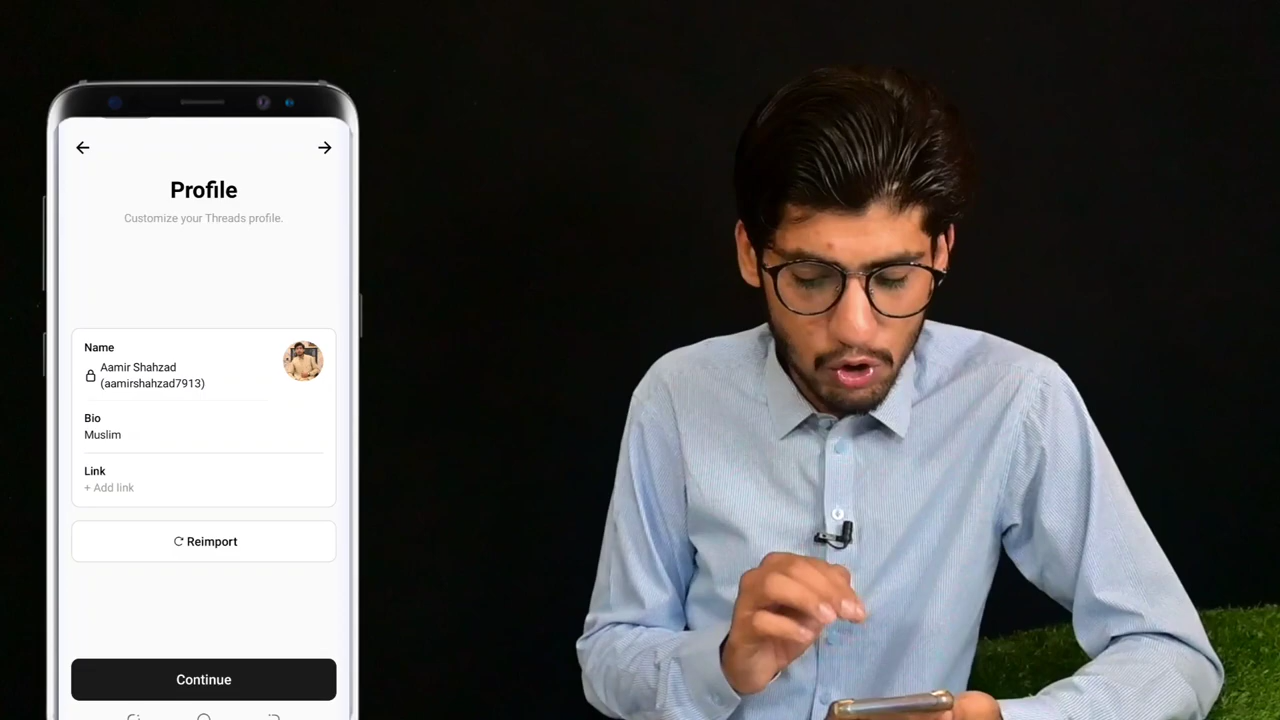 Profile
Customize your Threads profile.
Name
Aamir Shahzad
(aamirshahzad7913)
Bio
Muslim
Link
+ Add link
Reimport
Continue